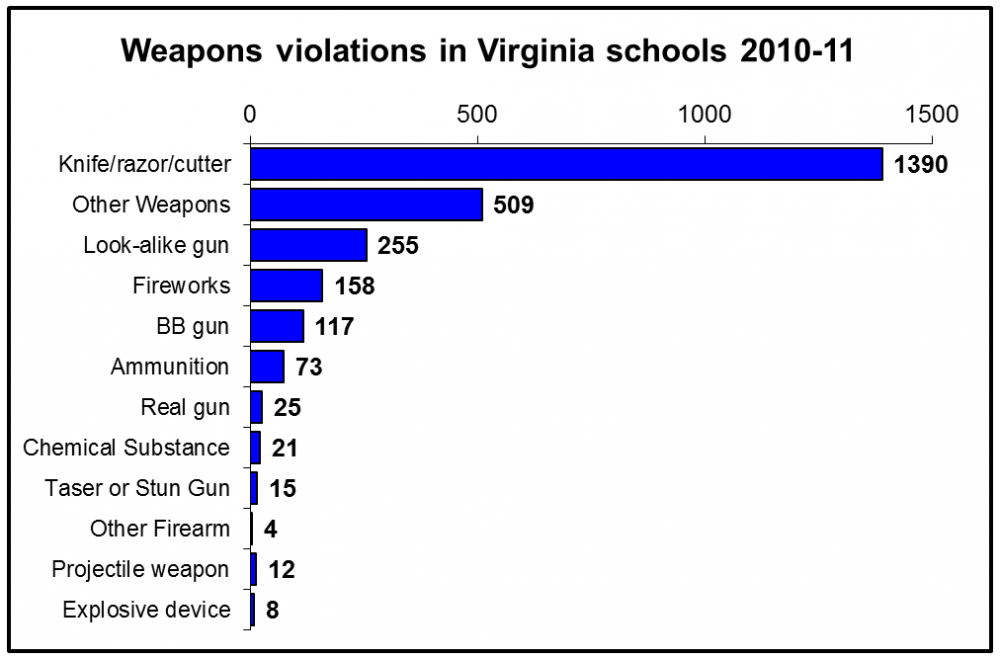 Weapons violations in Virginia schools 2010-11
0 500 1000 1500
Knife/razor/cutter 1390
Other Weapons 509
Look-alike gun 255
Fireworks 158
BB gun 117
Ammunition 73
Real gun 25
Chemical Substance 21
Taser or Stun Gun 15
Other Firearm 4
Projectile weapon 12
Explosive device 8